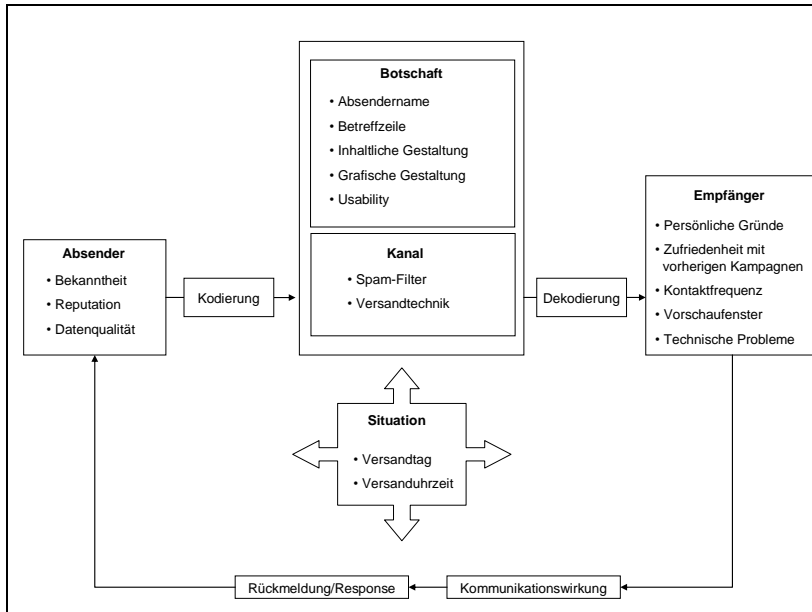 Botschaft
• Absendername
• Betreffzeile
• Inhaltliche Gestaltung
• Grafische Gestaltung
• Usability
Kanal
• Spam-Filter
• Versandtechnik
Absender
• Bekanntheit
• Reputation
• Datenqualität
Kodierung
Dekodierung
Empfänger
• Persönliche Gründe
• Zufriedenheit mit
vorherigen Kampagnen
• Kontaktfrequenz
• Vorschaufenster
• Technische Probleme
Situation
• Versandtag
• Versanduhrzeit
Rückmeldung/Response
Kommunikationswirkung